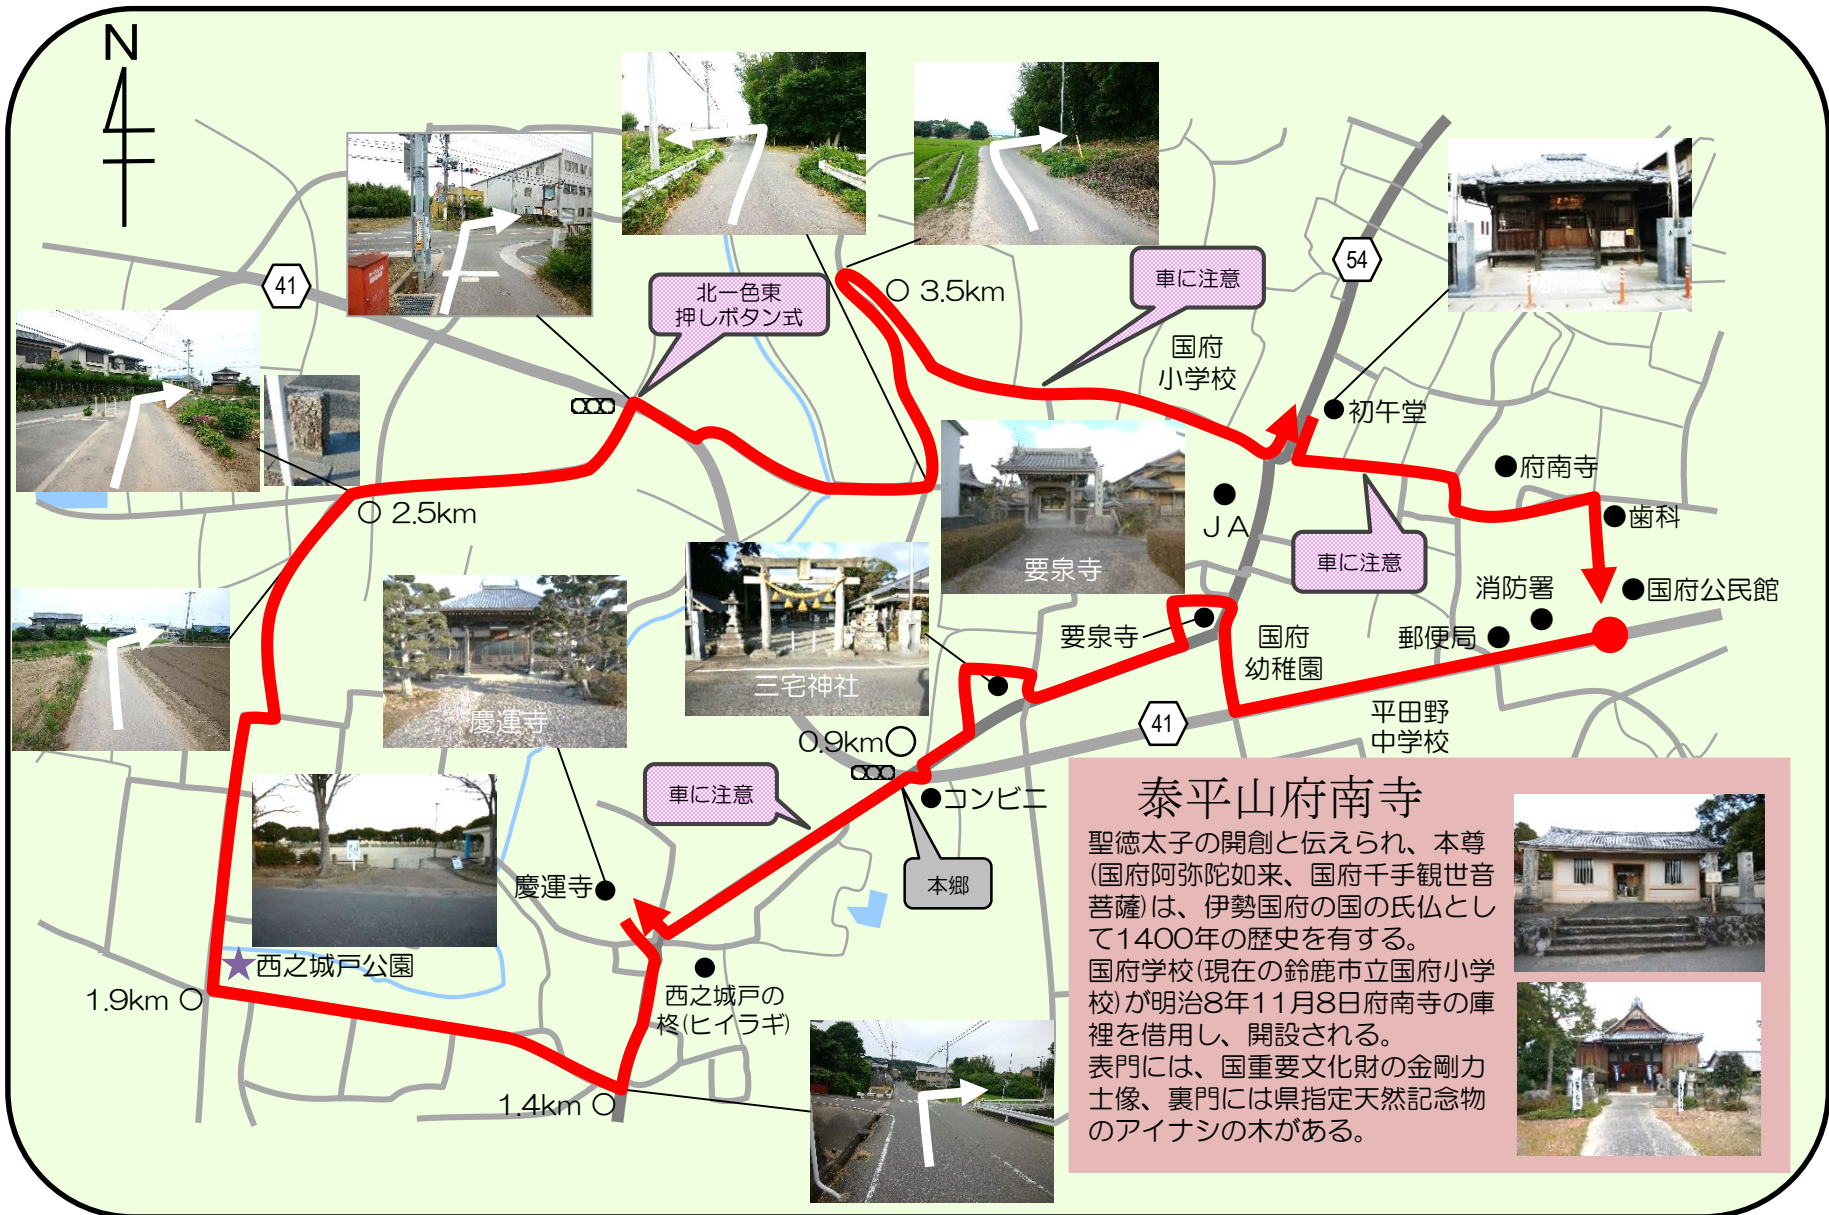 N
41
北一色東
押しボタン式
3.5km
車に注意
54
国府
小学校
初午堂
府南寺
歯科
JA
車に注意
2.5km
要泉寺
三宅神社
慶運寺
要泉寺
国府
幼稚園
消防署
郵便局
国府公民館
41
平田野
中学校
0.9km
コンビニ
本郷
車に注意
慶運寺
西之城戸公園
1.9km
西之城戸の
柊(ヒイラギ)
1.4km
泰平山府南寺
聖徳太子の開創と伝えられ、本尊
(国府阿弥陀如来、国府千手観世音
菩薩)は、伊勢国府の国の氏仏とし
て1400年の歴史を有する。
国府学校(現在の鈴鹿市立国府小学
校)が明治8年11月8日府南寺の庫
裡を借用し、開設される。
表門には、国重要文化財の金剛力
士像、裏門には県指定天然記念物
のアイナシの木がある。